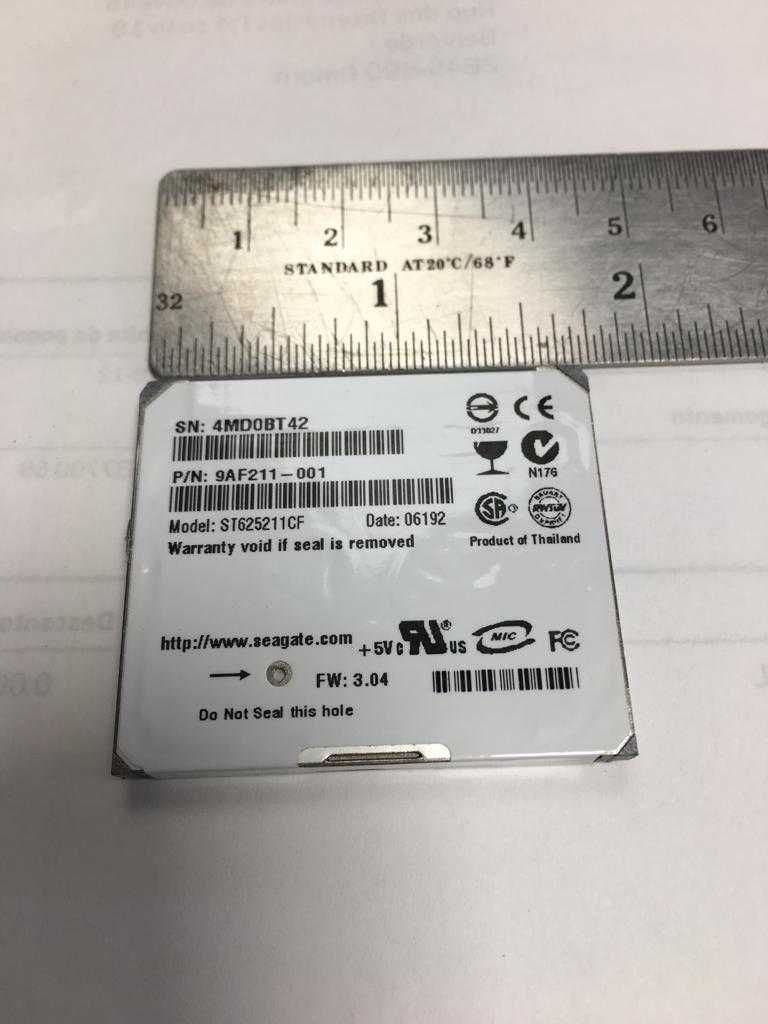 1 2 3 4 5 6
STANDARD AT 20°C/68°F
32 1 2
SN: 4MD0BT42
D33027
P/N: 9AF211-001
N176
Model: ST625211CF Date: 06192
Warranty void if seal is removed
Product of Thailand
http://www.seagate.com +5V c RU® us MIC FC
FW: 3.04
Do Not Seal this hole